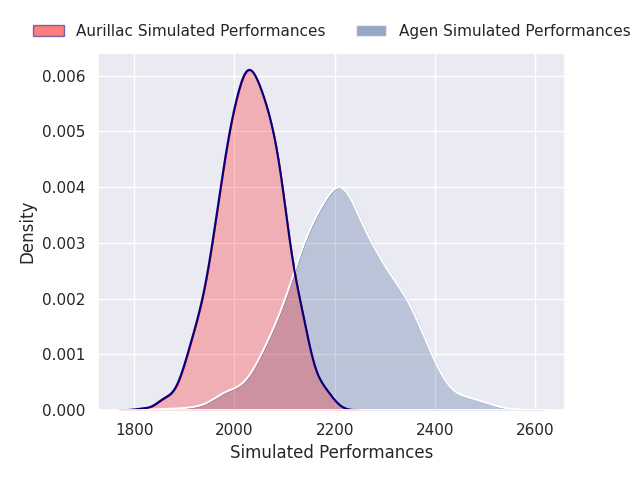 Aurillac Simulated Performances Agen Simulated Performances
0.006
0.005
0.004
0.003
0.002
0.001
0.000
Density
1800 2000 2200 2400 2600
Simulated Performances